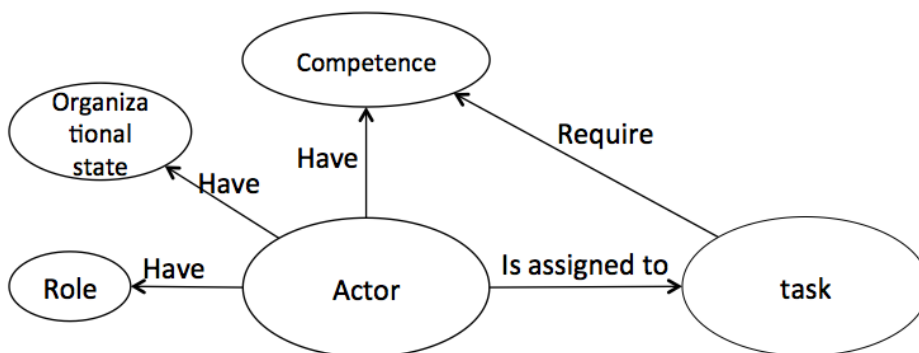 Competence
Organiza
tional
state
Require
Have
Have
Have
Is assigned to
Role
Actor
task